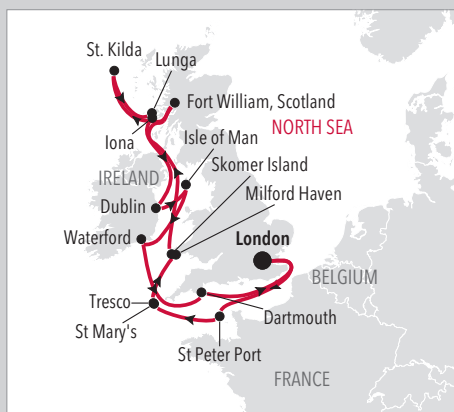 St. Kilda
Lunga
Fort William, Scotland
NORTH SEA
Iona
Isle of Man
Skomer Island
IRELAND
Milford Haven
Dublin
Waterford
London
BELGIUM
Tresco
Dartmouth
St Mary's
St Peter Port
FRANCE